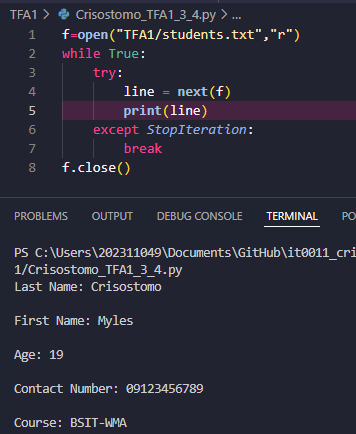 TFA1 > Crisostomo_TFA1_3_4.py > ...
1 f=open("TFA1/students.txt","r")
2 while True:
3 try:
4 line = next(f)
5 print(line)
6 except StopIteration:
7 break
8 f.close()
PROBLEMS OUTPUT DEBUG CONSOLE TERMINAL PO
PS C:\Users\202311049\Documents\GitHub\it0011_cri
1/Crisostomo_TFA1_3_4.py
Last Name: Crisostomo
First Name: Myles
Age: 19
Contact Number: 09123456789
Course: BSIT-WMA